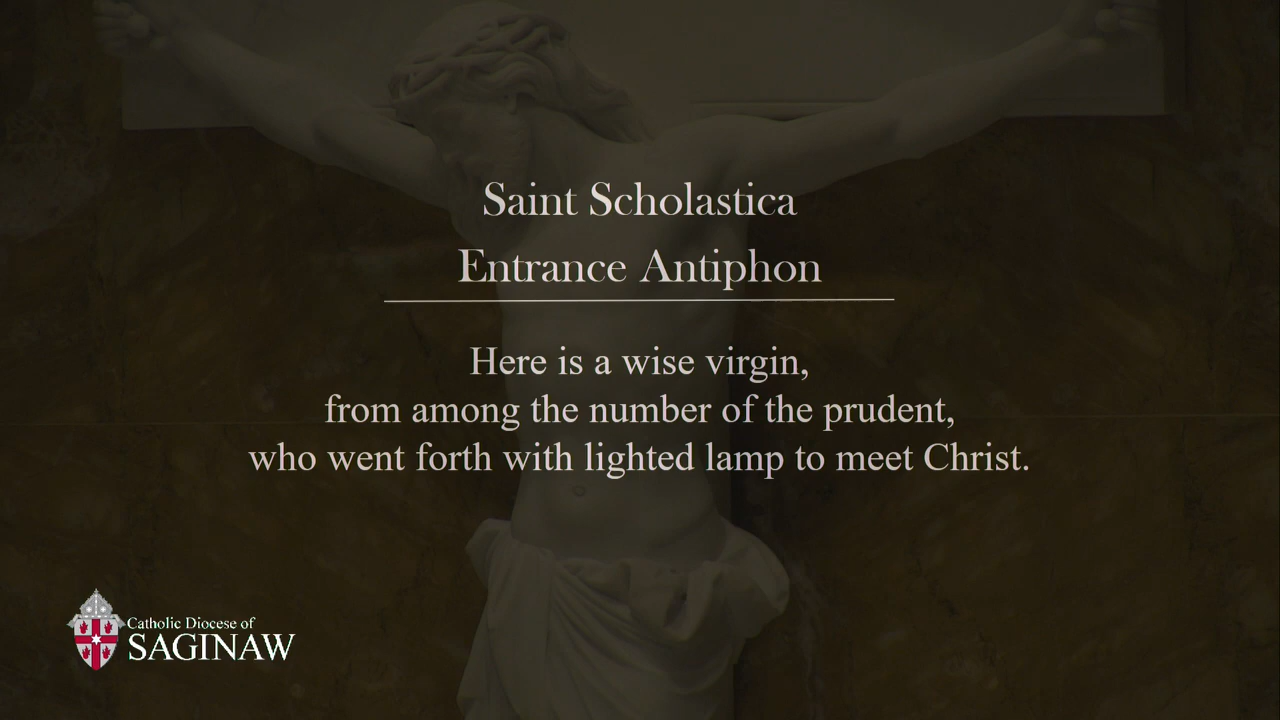 Saint Scholastica
Entrance Antiphon
Here is a wise virgin,
from among the number of the prudent,
who went forth with lighted lamp to meet Christ.
Catholic Diocese of
SAGINAW